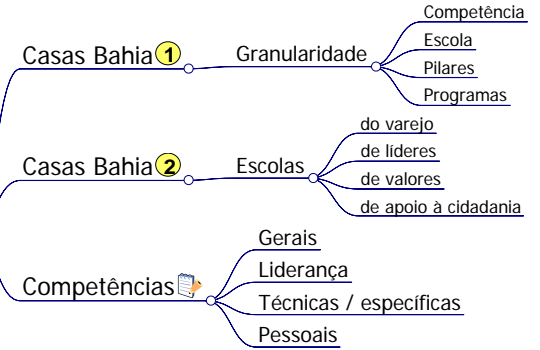 Casas Bahia 1
Granularidade
Competência
Escola
Pilares
Programas
Casas Bahia 2
Escolas
do varejo
de líderes
de valores
de apoio à cidadania
Competências
Gerais
Liderança
Técnicas / específicas
Pessoais